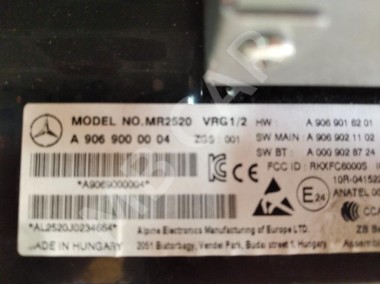 MODEL NO.MR2520 VRG1/2 HW : A 906 901 62 01
A 906 900 00 04 ZGS : 001 SW MAIN : A 906 902 11 02
SW BT : A 000 902 87 24
FCC ID : RKXFC60005
*A9069000004*
E24
ANATEL
*AL2520J0234654*
Alpine Electronics Manufacturing of Europe LTD.
MADE IN HUNGARY 2051 Biatorbagy, Vendel Park, Budai street 1, Hungary